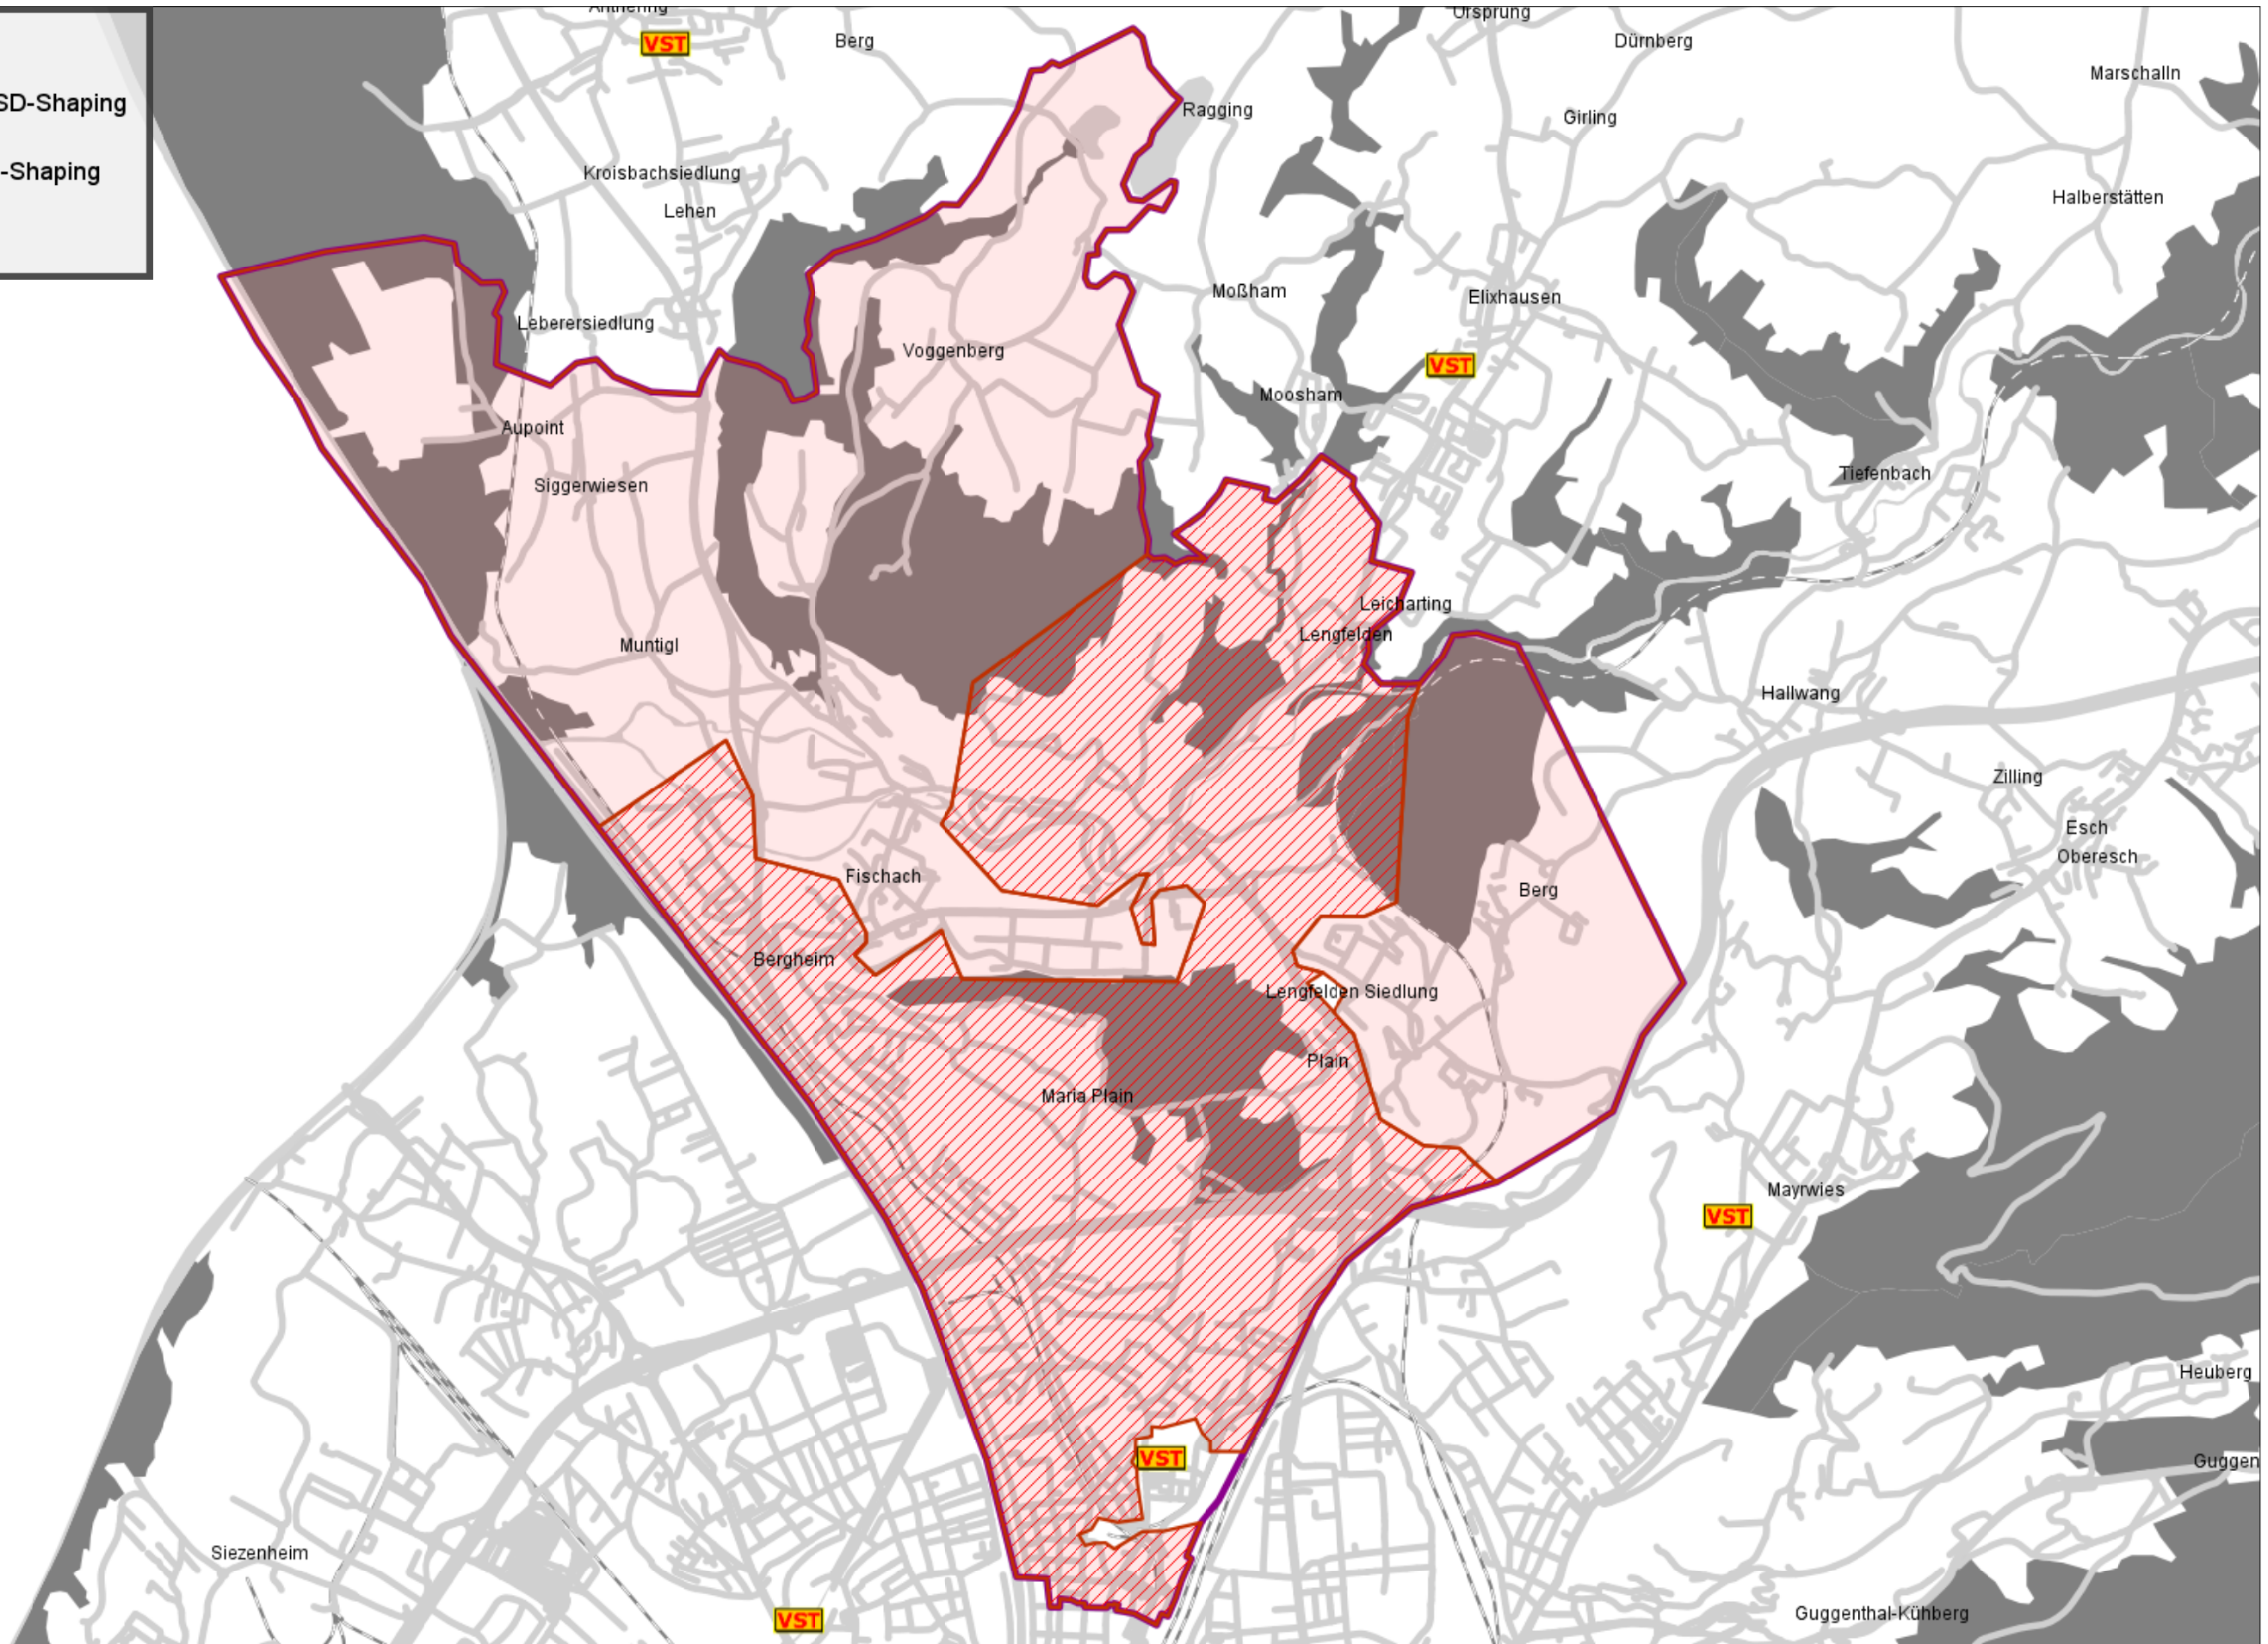 Anthering
Ursprung
VST
Berg
Dürnberg
Marschalln
SD-Shaping
Ragging
Girling
-Shaping
Kroisbachsiedlung
Lehen
Halberstätten
Moßham
Elixhausen
Leberersiedlung
Voggenberg
VST
Moosham
Aupoint
Siggerwiesen
Tiefenbach
Leicharting
Lengfelden
Muntigl
Hallwang
Zilling
Esch
Oberesch
Fischach
Berg
Bergheim
Lengfelden Siedlung
Plain
Maria Plain
Mayrwies
VST
Heuberg
VST
Guggen
Siezenheim
VST
Guggenthal-Kühberg